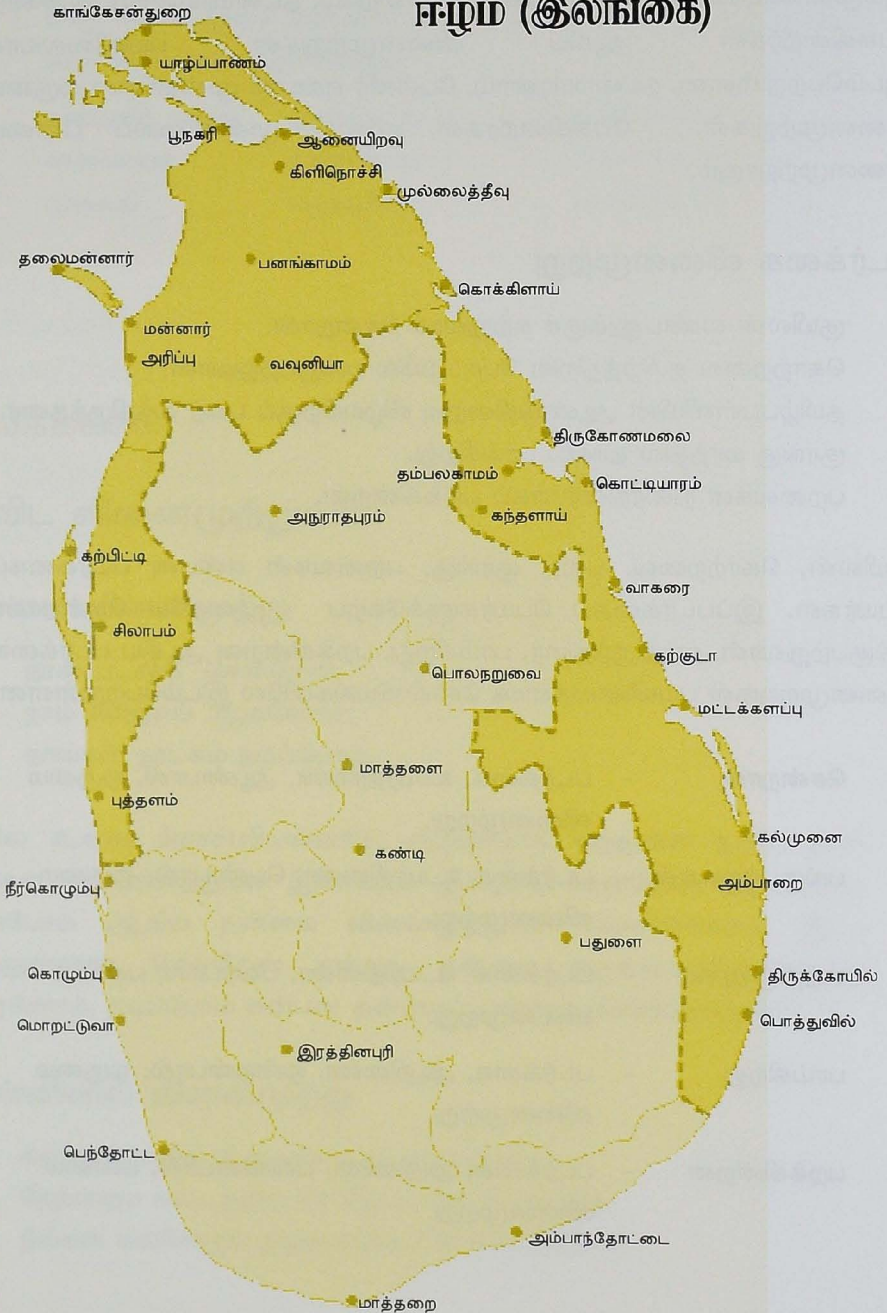 ஈழம் (இலங்கை)
காங்கேசன்துறை
யாழ்ப்பாணம்
பூநகரி
ஆனையிறவு
கிளிநொச்சி
முல்லைத்தீவு
தலைமன்னார்
பனங்காமம்
கொக்கிளாய்
மன்னார்
அரிப்பு
வவுனியா
திருகோணமலை
தம்பலகாமம்
கொட்டியாரம்
அநுராதபுரம்
கந்தளாய்
கற்பிட்டி
வாகரை
சிலாபம்
கற்குடா
பொலநறுவை
மட்டக்களப்பு
மாத்தளை
புத்தளம்
கல்முனை
கண்டி
அம்பாறை
நீர்கொழும்பு
பதுளை
கொழும்பு
திருக்கோயில்
மொறட்டுவா
பொத்துவில்
இரத்தினபுரி
பெந்தோட்ட
அம்பாந்தோட்டை
மாத்தறை